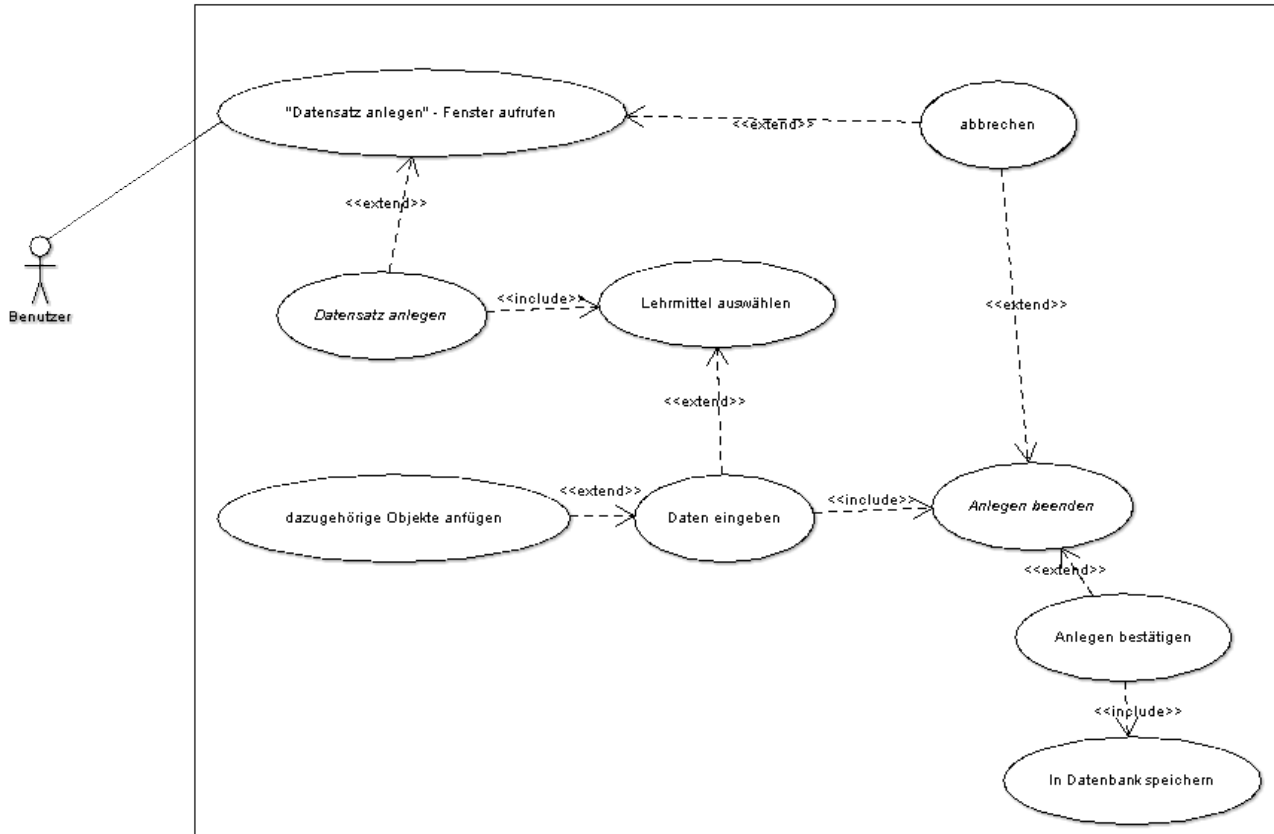 "Datensatz anlegen" - Fenster aufrufen
<<extend>>
abbrechen
<<extend>>
Benutzer
Datensatz anlegen
<<include>>
Lehrmittel auswählen
<<extend>>
<<extend>>
dazugehörige Objekte anfügen
<<extend>>
Daten eingeben
<<include>>
Anlegen beenden
<<extend>>
Anlegen bestätigen
<<include>>
In Datenbank speichern